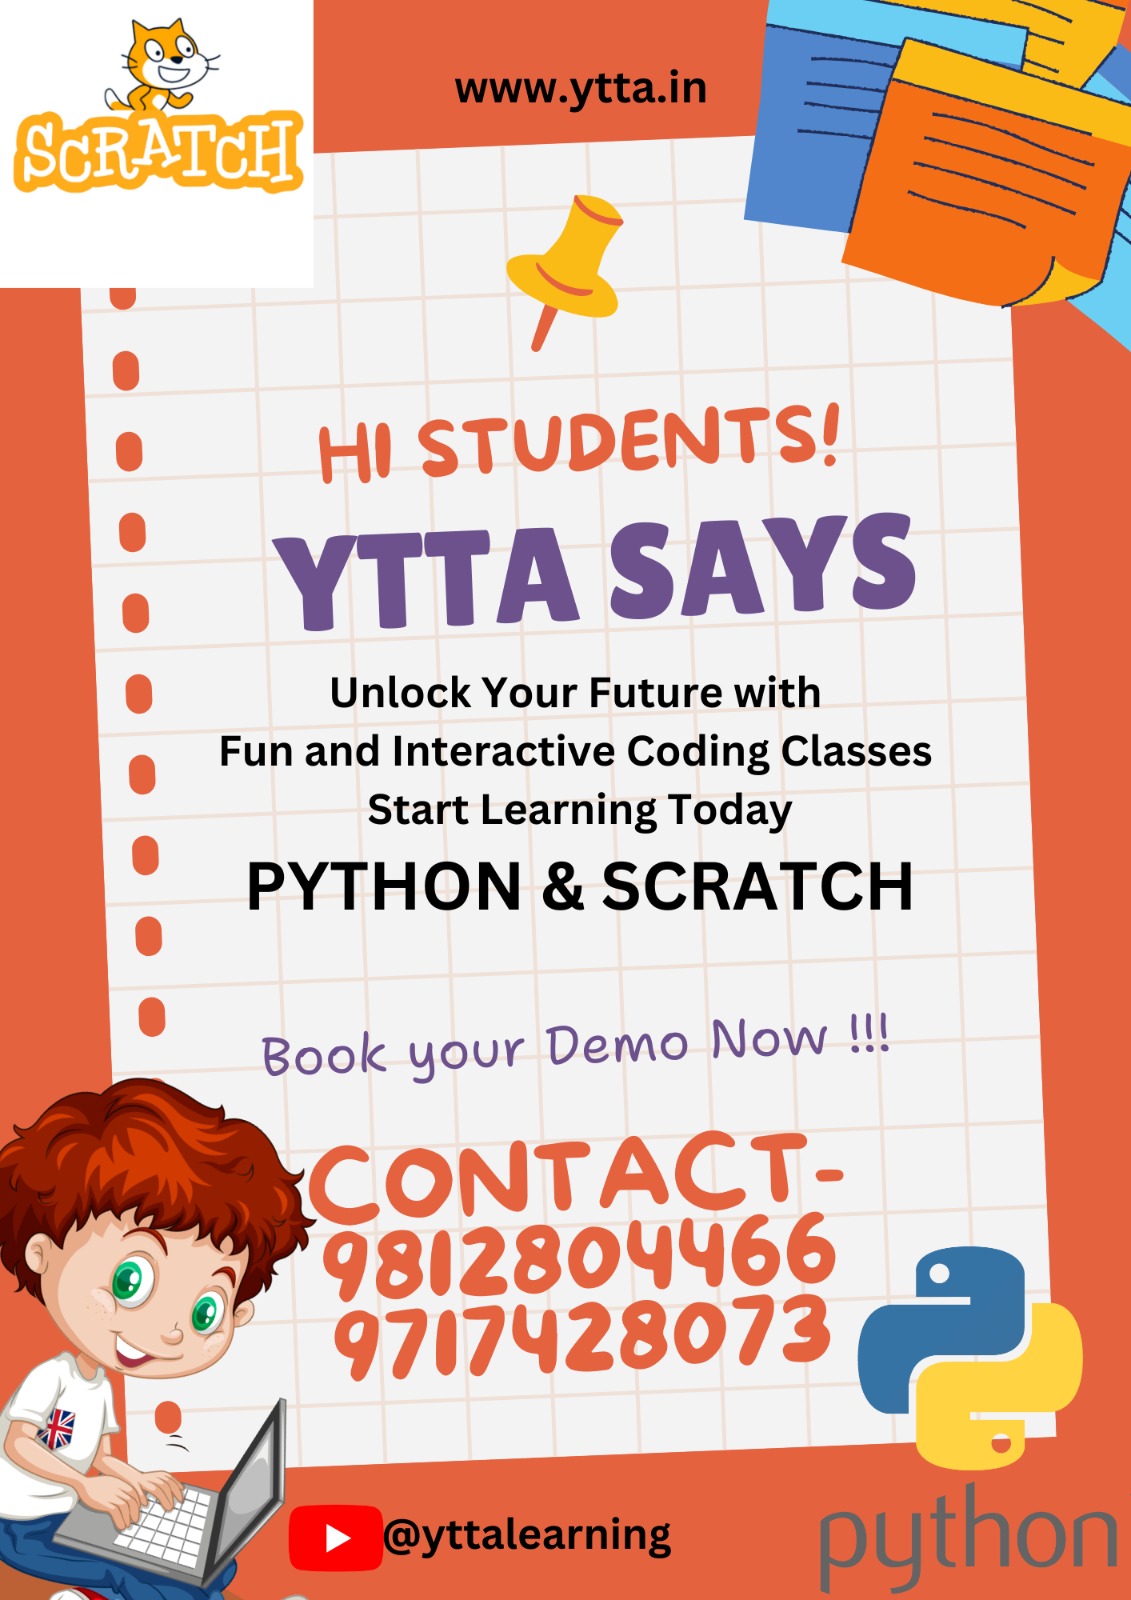 SCRATCH
www.ytta.in
HI STUDENTS!
YTTA SAYS
Unlock Your Future with
Fun and Interactive Coding Classes
Start Learning Today
PYTHON & SCRATCH
Book your Demo Now !!!
CONTACT-
9812804466
9717428073
@yttalearning
python